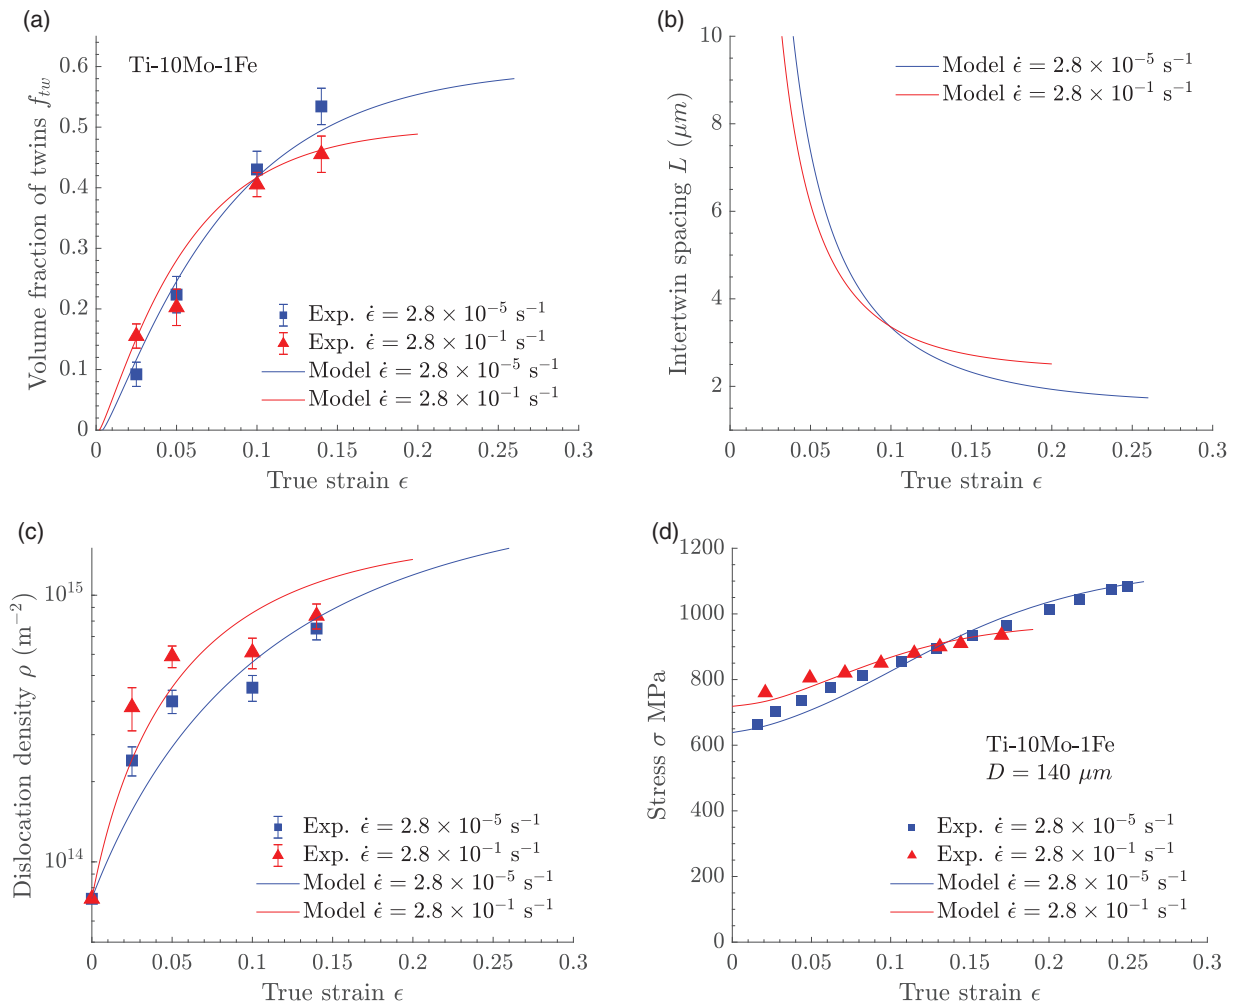 (a)
Ti-10Mo-1Fe
0.6
0.5
0.4
0.3
0.2
0.1
0
Volume fraction of twins f_tw
Exp. ϵ̇ = 2.8 × 10⁻⁵ s⁻¹
Exp. ϵ̇ = 2.8 × 10⁻¹ s⁻¹
Model ϵ̇ = 2.8 × 10⁻⁵ s⁻¹
Model ϵ̇ = 2.8 × 10⁻¹ s⁻¹
0 0.05 0.1 0.15 0.2 0.25 0.3
True strain ϵ
(b)
10
8
6
4
2
Intertwin spacing L (μm)
Model ϵ̇ = 2.8 × 10⁻⁵ s⁻¹
Model ϵ̇ = 2.8 × 10⁻¹ s⁻¹
0 0.05 0.1 0.15 0.2 0.25 0.3
True strain ϵ
(c)
10¹⁵
10¹⁴
Dislocation density ρ (m⁻²)
Exp. ϵ̇ = 2.8 × 10⁻⁵ s⁻¹
Exp. ϵ̇ = 2.8 × 10⁻¹ s⁻¹
Model ϵ̇ = 2.8 × 10⁻⁵ s⁻¹
Model ϵ̇ = 2.8 × 10⁻¹ s⁻¹
0 0.05 0.1 0.15 0.2 0.25 0.3
True strain ϵ
(d)
1200
1000
800
600
400
200
0
Stress σ MPa
Ti-10Mo-1Fe
D = 140 μm
Exp. ϵ̇ = 2.8 × 10⁻⁵ s⁻¹
Exp. ϵ̇ = 2.8 × 10⁻¹ s⁻¹
Model ϵ̇ = 2.8 × 10⁻⁵ s⁻¹
Model ϵ̇ = 2.8 × 10⁻¹ s⁻¹
0 0.05 0.1 0.15 0.2 0.25 0.3
True strain ϵ